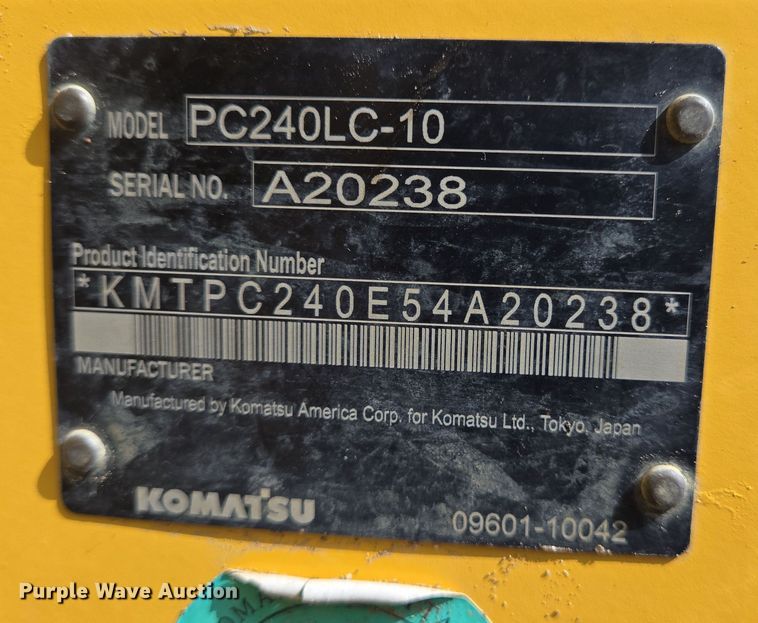 MODEL PC240LC-10
SERIAL NO. A20238
Product Identification Number
*KMTPC240E54A20238*
MANUFACTURER
Manufactured by Komatsu America Corp. for Komatsu Ltd., Tokyo, Japan
KOMATSU
09601-10042
Purple Wave Auction